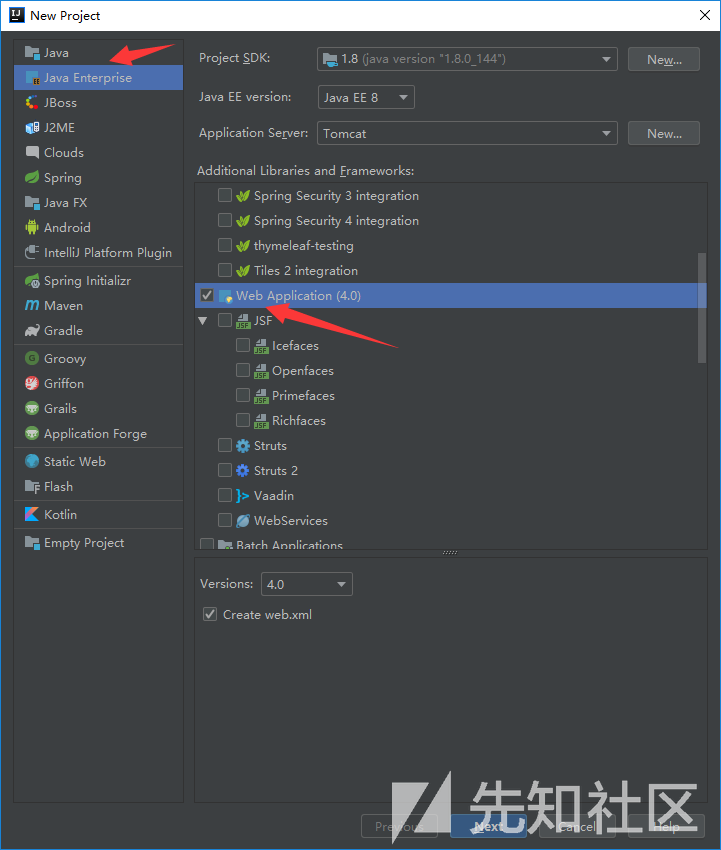 New Project
Java
Java Enterprise
JBoss
J2ME
Clouds
Spring
Java FX
Android
IntelliJ Platform Plugin
Spring Initializr
Maven
Gradle
Groovy
Griffon
Grails
Application Forge
Static Web
Flash
Kotlin
Empty Project
Project SDK: 1.8 (java version "1.8.0_144") New...
Java EE version: Java EE 8
Application Server: Tomcat New...
Additional Libraries and Frameworks:
Spring Security 3 integration
Spring Security 4 integration
thymeleaf-testing
Tiles 2 integration
Web Application (4.0)
JSF
Icefaces
Openfaces
Primefaces
Richfaces
Struts
Struts 2
Vaadin
WebServices
Batch Applications
Versions: 4.0
Create web.xml
Previous Next Cancel Help
先知社区